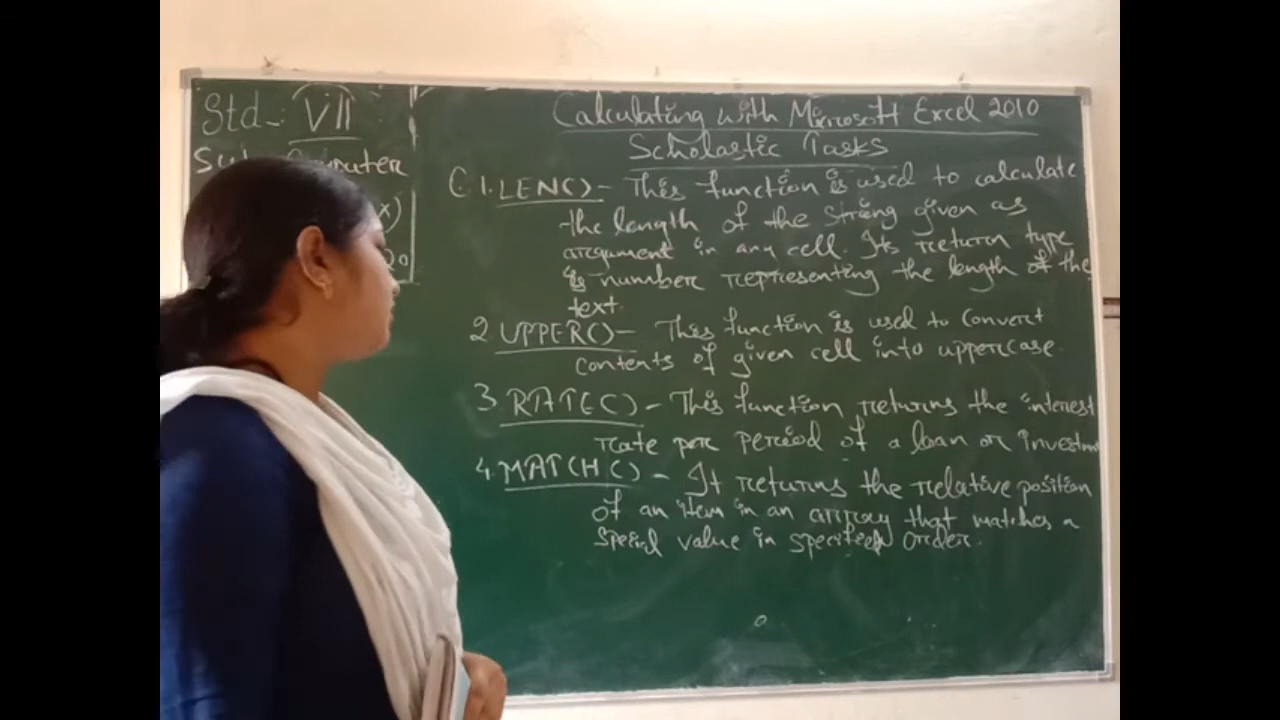 Std-: VII
Computer
x)
20
Calculating with Microsoft Excel 2010
Scholastic Tasks
C. 1. LEN() - This function is used to calculate
the length of the string given as
argument in any cell. Its return type
is number representing the length of the
text.
2. UPPER() - This function is used to convert
contents of given cell into uppercase.
3. RATE() - This function returns the interest
rate per period of a loan or investm
4. MATCH() - It returns the relative position
of an item in an array that matches a
special value in specified order.